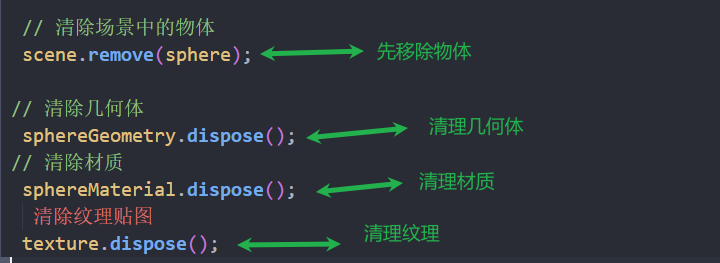 // 清除场景中的物体
scene.remove(sphere); 先移除物体
// 清除几何体
sphereGeometry.dispose(); 清理几何体
// 清除材质
sphereMaterial.dispose(); 清理材质
清除纹理贴图
texture.dispose(); 清理纹理